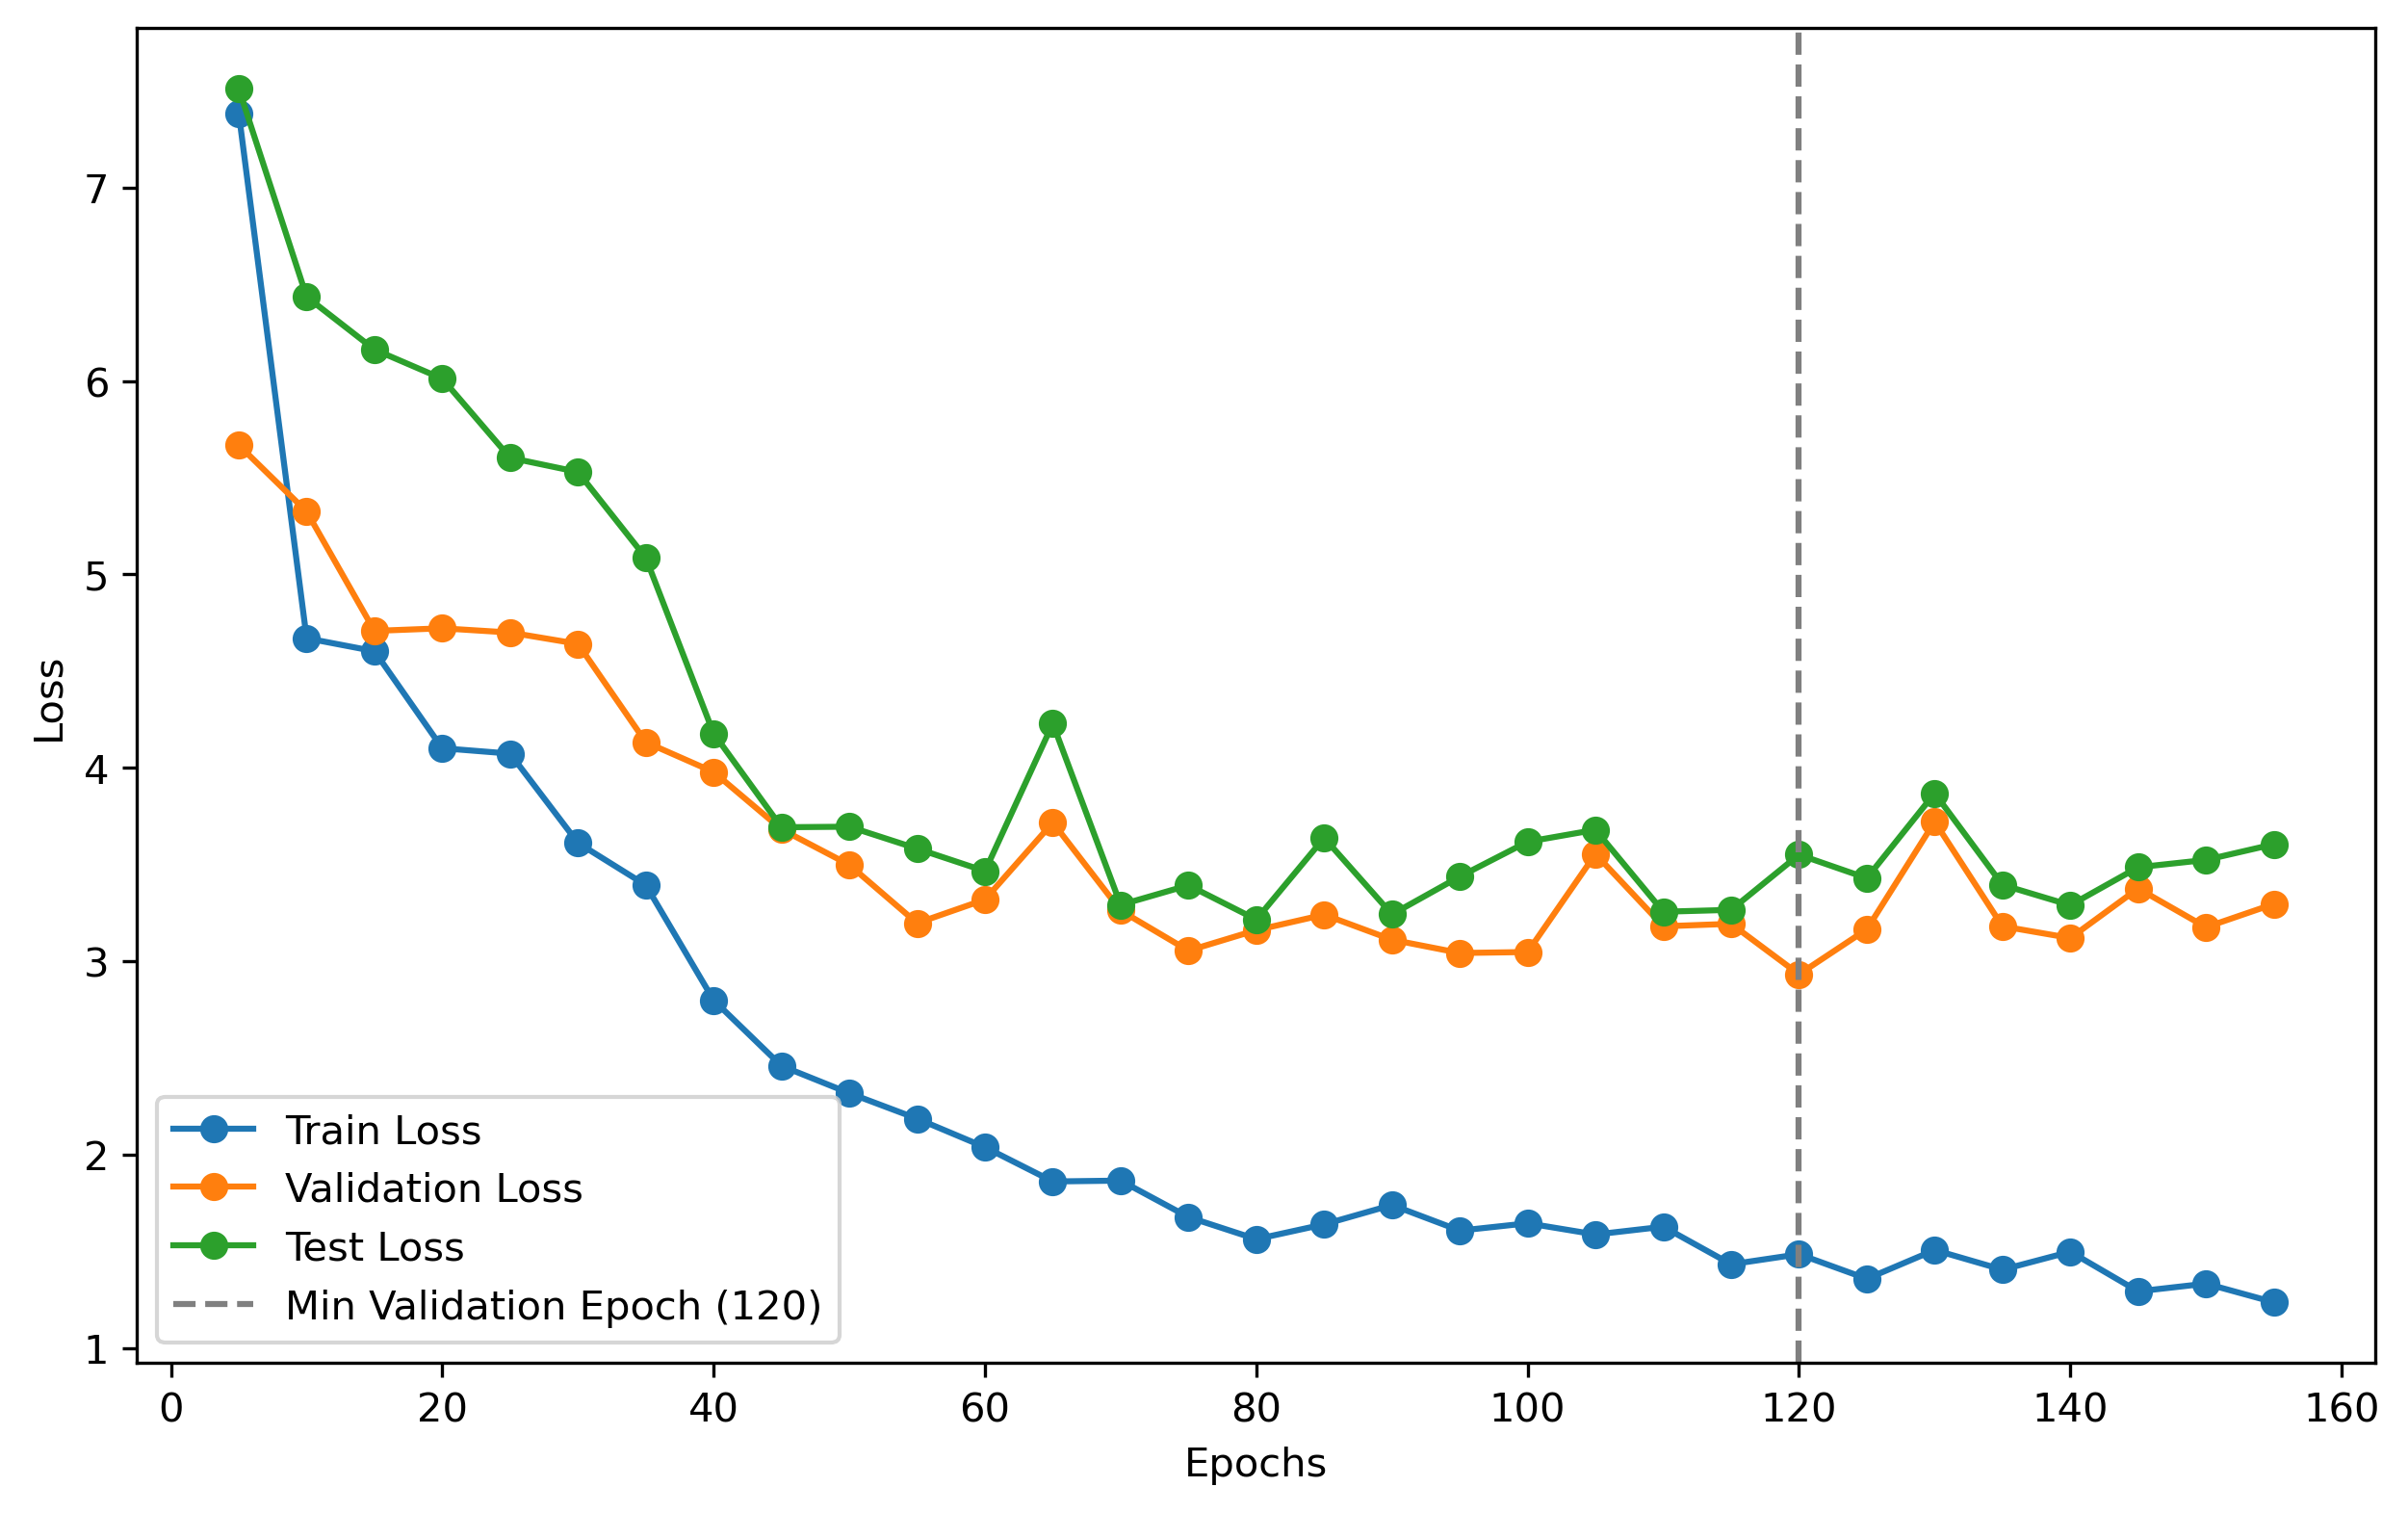 7
6
5
4
3
2
1
Loss
Train Loss
Validation Loss
Test Loss
Min Validation Epoch (120)
0 20 40 60 80 100 120 140 160
Epochs